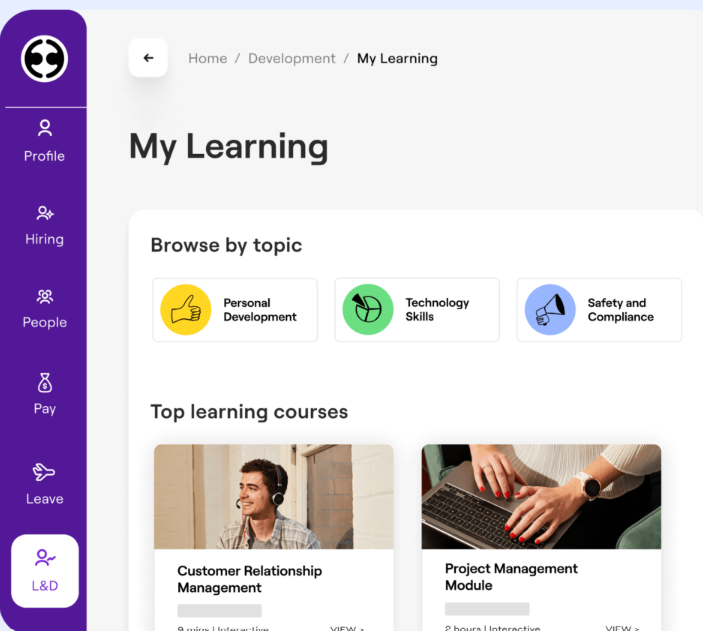 Home / Development / My Learning
Profile
Hiring
People
Pay
Leave
L&D
My Learning
Browse by topic
Personal
Development
Technology
Skills
Safety and
Compliance
Top learning courses
Customer Relationship
Management
9 mins | Interactive
VIEW >
Project Management
Module
2 hours | Interactive
VIEW >